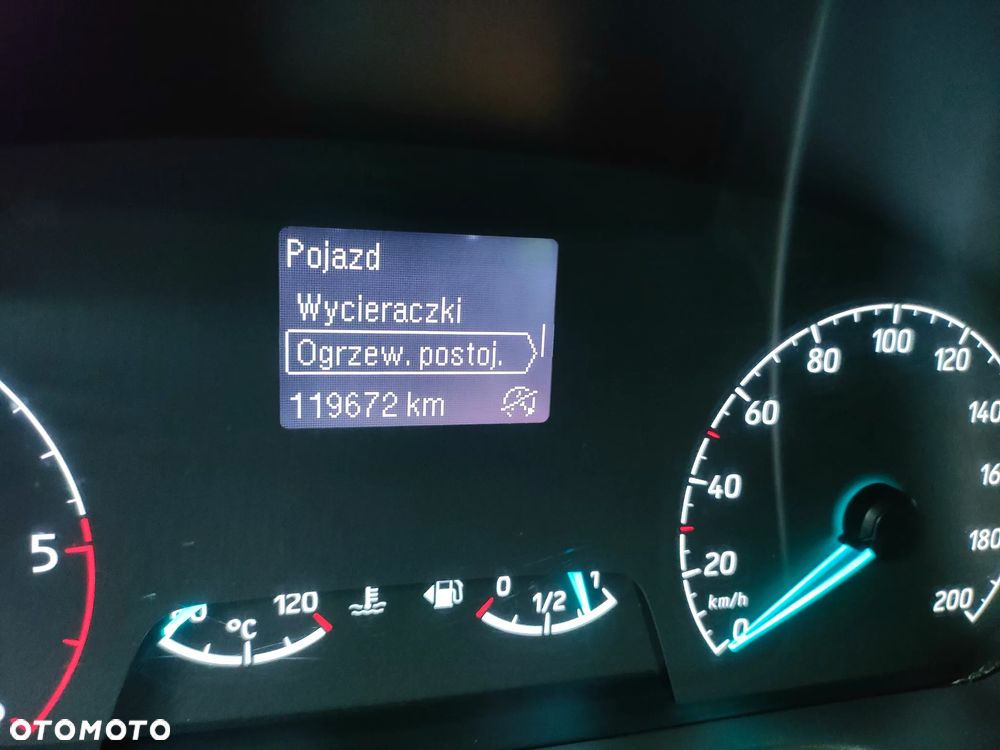 Pojazd
Wycieraczki
Ogrzew. postoj.
119672 km
5
120
°C
0
1/2
1
0
20
40
60
80
100
120
140
180
200
km/h
OTOMOTO